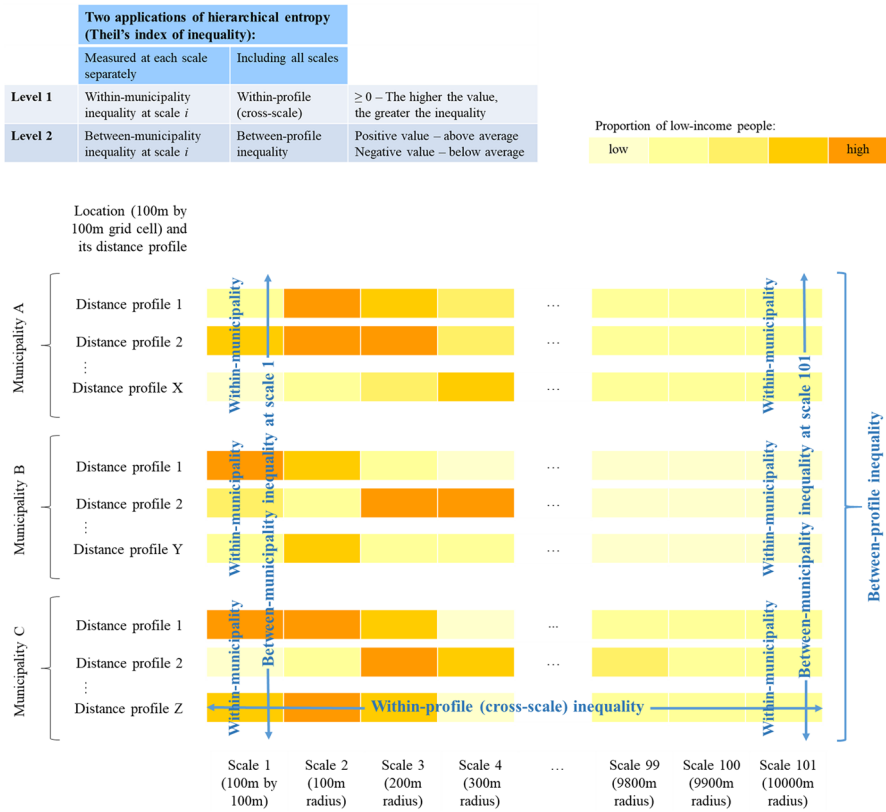 Two applications of hierarchical entropy
(Theil's index of inequality):
Measured at each scale
separately
Including all scales
Level 1
Within-municipality
inequality at scale i
Within-profile
(cross-scale)
≥ 0 – The higher the value,
the greater the inequality
Level 2
Between-municipality
inequality at scale i
Between-profile
inequality
Positive value – above average
Negative value – below average
Proportion of low-income people:
low
high
Location (100m by
100m grid cell) and
its distance profile
Municipality A
Distance profile 1
Distance profile 2
⋮
Distance profile X
Municipality B
Distance profile 1
Distance profile 2
⋮
Distance profile Y
Municipality C
Distance profile 1
Distance profile 2
⋮
Distance profile Z
Within-municipality
Within-municipality
Within-municipality
Between-municipality inequality at scale 1
...
...
...
...
...
...
...
...
...
Within-municipality
Within-municipality
Within-municipality
Between-municipality inequality at scale 101
Between-profile inequality
Within-profile (cross-scale) inequality
Scale 1
(100m by
100m)
Scale 2
(100m
radius)
Scale 3
(200m
radius)
Scale 4
(300m
radius)
...
Scale 99
(9800m
radius)
Scale 100
(9900m
radius)
Scale 101
(10000m
radius)